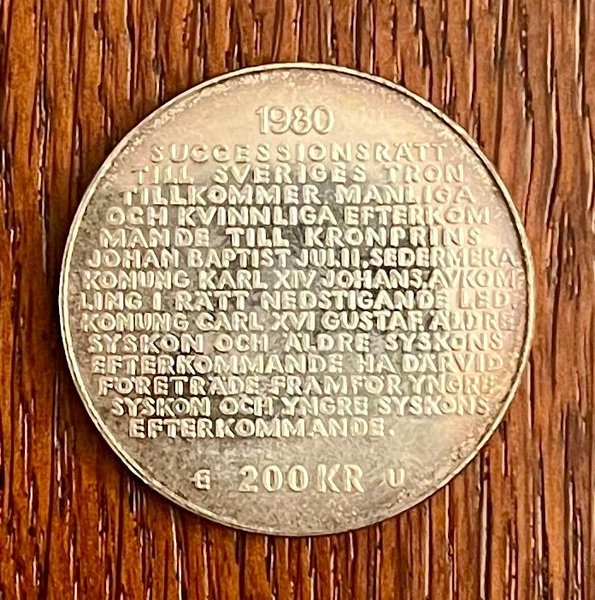 1980
SUCCESSIONSRÄTT
TILL SVERIGES TRON
TILLKOMMER MANLIGA
OCH KVINNLIGA EFTERKOM
MANDE TILL KRONPRINS
JOHAN BAPTIST JULII, SEDERMERA
KONUNG KARL XIV JOHANS, AVKOM
LING I RÄTT NEDSTIGANDE LED,
KONUNG CARL XVI GUSTAF. ÄLDRE
SYSKON OCH ÄLDRE SYSKONS
EFTERKOMMANDE HA DÄRVID
FÖRETRÄDE FRAMFÖR YNGRE
SYSKON OCH YNGRE SYSKONS
EFTERKOMMANDE.
G 200 KR U